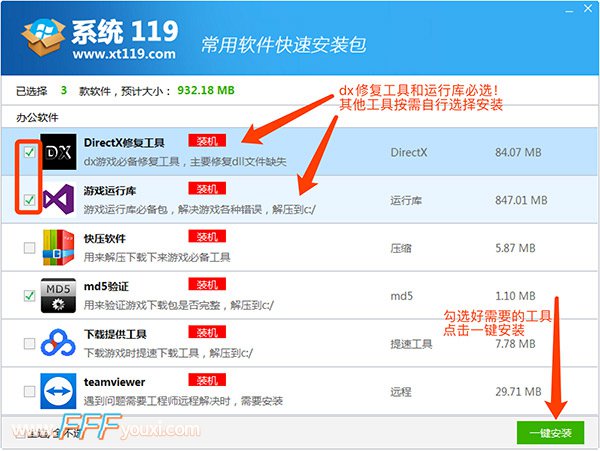 系统 119
www.xt119.com
常用软件快速安装包
已选择 3 款软件，预计大小： 932.18 MB
dx修复工具和运行库必选！
其他工具按需自行选择安装
办公软件
DX
DirectX修复工具 装机
dx游戏必备修复工具，主要修复dll文件缺失
DirectX 84.07 MB
游戏运行库 装机
游戏运行库必备包，解决游戏各种错误，解压到c:/
运行库 847.01 MB
快压软件 装机
用来解压下载下来游戏必备工具
压缩 5.87 MB
MD5
md5验证 装机
用来验证游戏下载包是否完整，解压到c:/
md5 1.10 MB
勾选好需要的工具
点击一键安装
下载提供工具 装机
下载游戏时提速下载工具，解压到c:/
提速工具 7.78 MB
teamviewer 装机
遇到问题需要工程师远程解决时，需要安装
远程 29.71 MB
www.FFFyouxi.com
一键安装